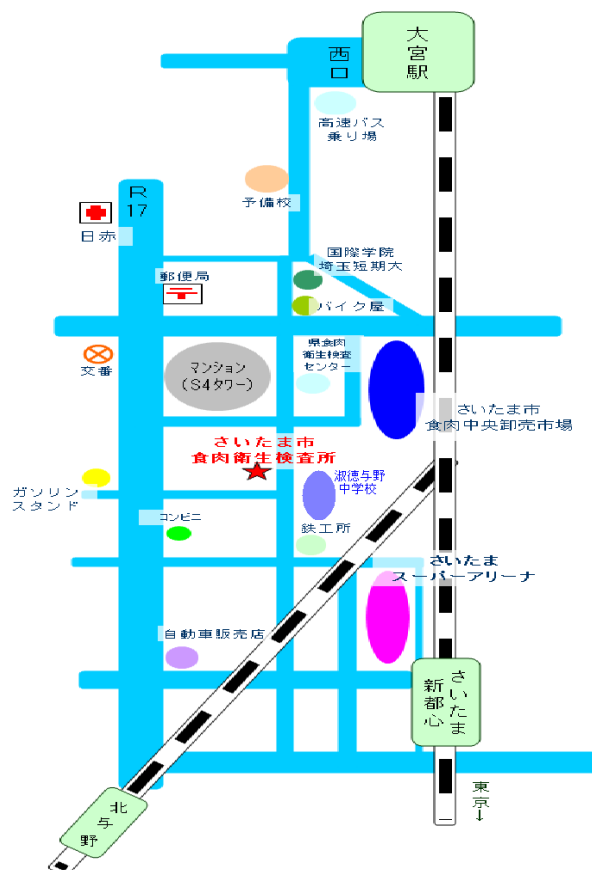 大宮駅
西口
高速バス
乗り場
予備校
R
17
日赤
国際学院
埼玉短期大
郵便局
バイク屋
県食肉
衛生検査
センター
交番
マンション
（S4タワー）
さいたま市
食肉中央卸売市場
さいたま市
食肉衛生検査所
淑徳与野
中学校
ガソリン
スタンド
コンビニ
鉄工所
さいたま
スーパーアリーナ
自動車販売店
さいたま
新都心
東京→
北与野